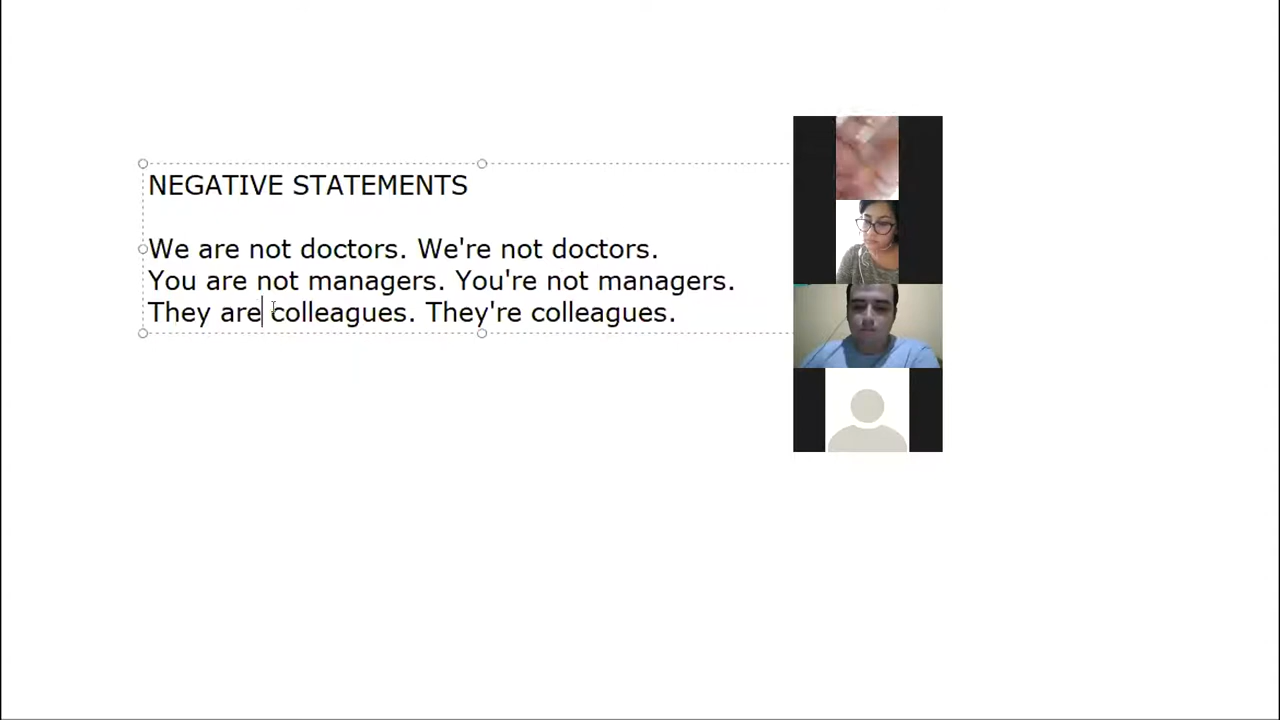 NEGATIVE STATEMENTS
We are not doctors. We're not doctors.
You are not managers. You're not managers.
They are colleagues. They're colleagues.